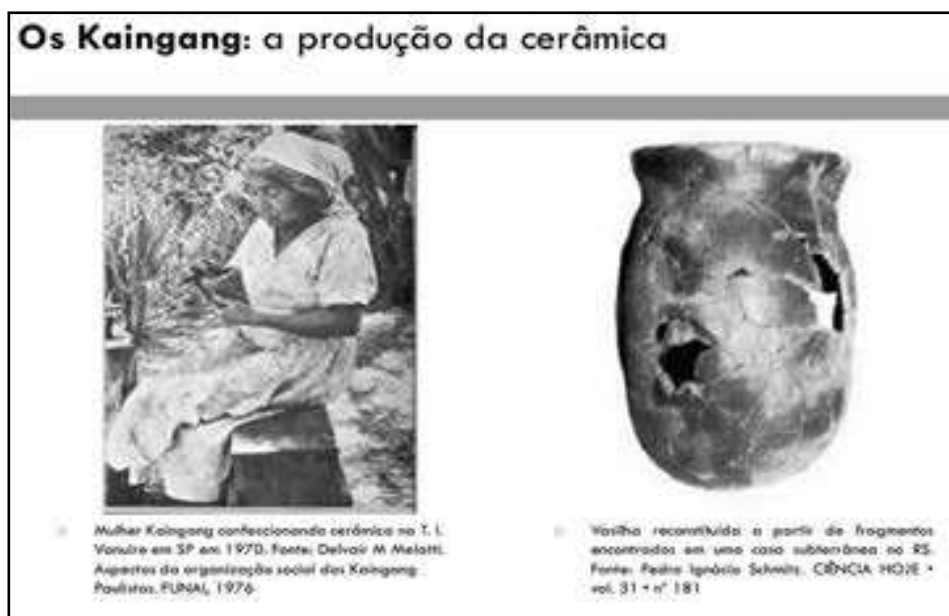 Os Kaingang: a produção da cerâmica
Mulher Kaingang confeccionando cerâmica na T. I.
Vanuire em SP em 1970. Fonte: Delvair M Melatti.
Aspectos da organização social dos Kaingang
Paulistas. FUNAI, 1976
Vasilha reconstituída a partir de fragmentos
encontrados em uma casa subterrânea no RS.
Fonte: Pedro Ignácio Schmitz. CIÊNCIA HOJE •
vol. 31 • nº 181